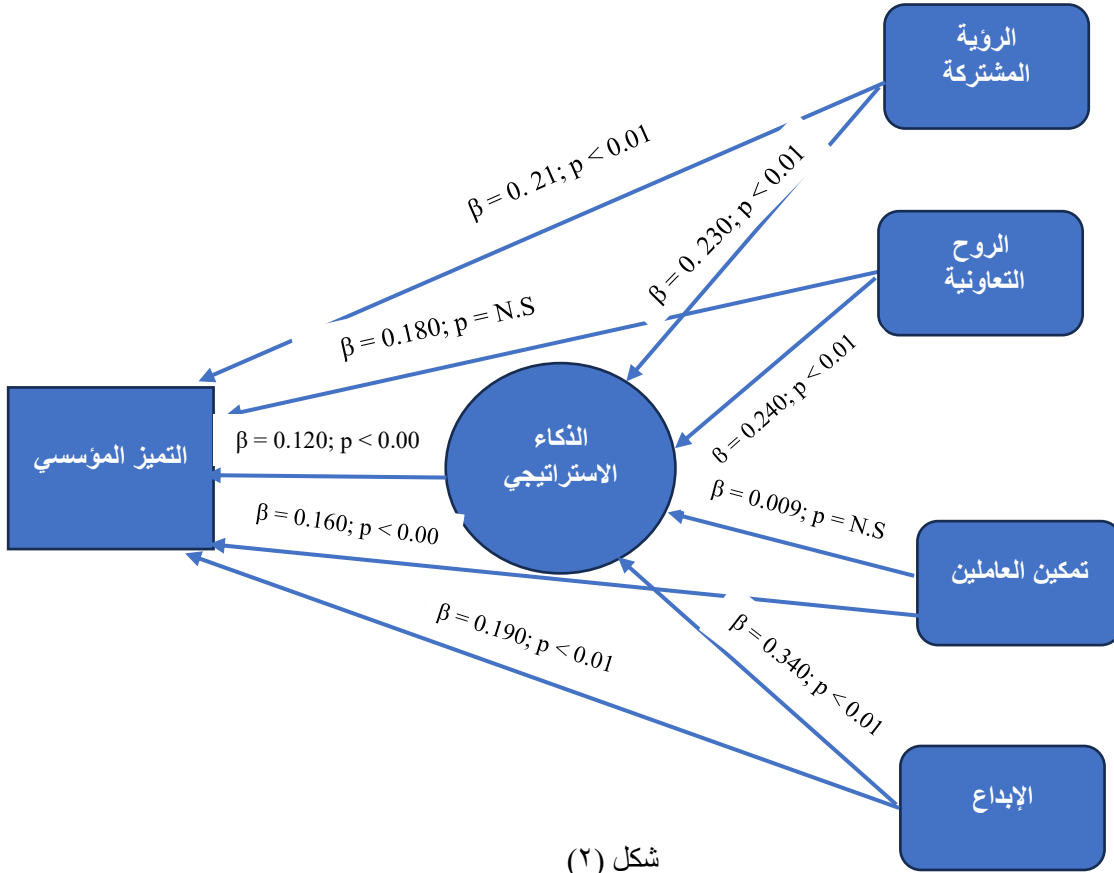 الرؤية
المشتركة
β = 0. 21; p < 0.01
β = 0. 230; p < 0.01
الروح
التعاونية
β = 0.180; p = N.S
β = 0.240; p < 0.01
الذكاء
الاستراتيجي
التميز المؤسسي
β = 0.120; p < 0.00
β = 0.009; p = N.S
β = 0.160; p < 0.00
تمكين العاملين
β = 0.190; p < 0.01
β = 0.340; p < 0.01
الإبداع
شكل (٢)